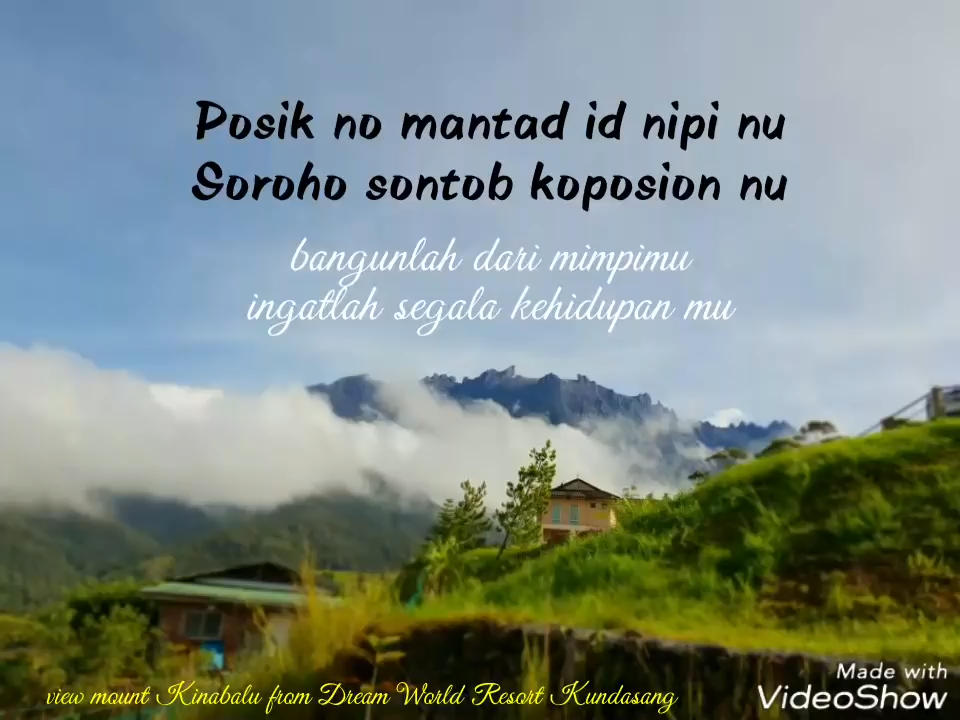 Posik no mantad id nipi nu
Soroho sontob koposion nu
bangunlah dari mimpimu
ingatlah segala kehidupan mu
view mount Kinabalu from Dream World Resort Kundasang
Made with
VideoShow